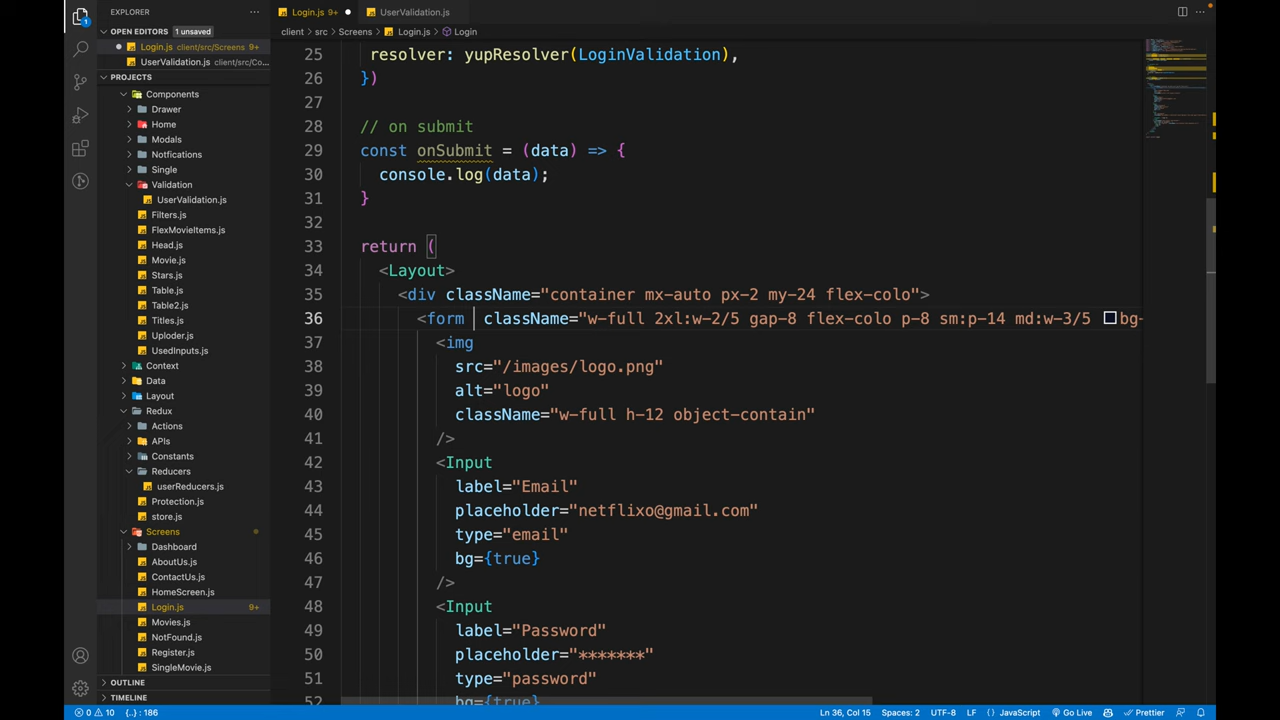 EXPLORER
OPEN EDITORS 1 unsaved
Login.js client/src/Screens 9+
UserValidation.js client/src/Co...
PROJECTS
Components
Drawer
Home
Modals
Notfications
Single
Validation
UserValidation.js
Filters.js
FlexMovieItems.js
Head.js
Movie.js
Stars.js
Table.js
Table2.js
Titles.js
Uploder.js
UsedInputs.js
Context
Data
Layout
Redux
Actions
APIs
Constants
Reducers
userReducers.js
Protection.js
store.js
Screens
Dashboard
AboutUs.js
ContactUs.js
HomeScreen.js
Login.js 9+
Movies.js
NotFound.js
Register.js
SingleMovie.js
OUTLINE
TIMELINE
Login.js 9+ UserValidation.js
client > src > Screens > Login.js > Login
25 resolver: yupResolver(LoginValidation),
26 })
27
28 // on submit
29 const onSubmit = (data) => {
30 console.log(data);
31 }
32
33 return (
34 <Layout>
35 <div className="container mx-auto px-2 my-24 flex-colo">
36 <form className="w-full 2xl:w-2/5 gap-8 flex-colo p-8 sm:p-14 md:w-3/5 bg-
37 <img
38 src="/images/logo.png"
39 alt="logo"
40 className="w-full h-12 object-contain"
41 />
42 <Input
43 label="Email"
44 placeholder="netflixo@gmail.com"
45 type="email"
46 bg={true}
47 />
48 <Input
49 label="Password"
50 placeholder="*******"
51 type="password"
52 bg={true}
0 10 {..} : 186 Ln 36, Col 15 Spaces: 2 UTF-8 LF {} JavaScript Go Live Prettier